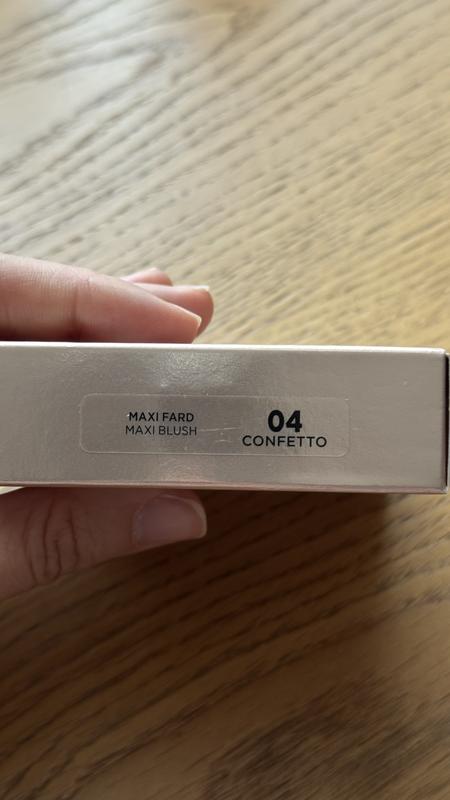 MAXI FARD
MAXI BLUSH
04
CONFETTO